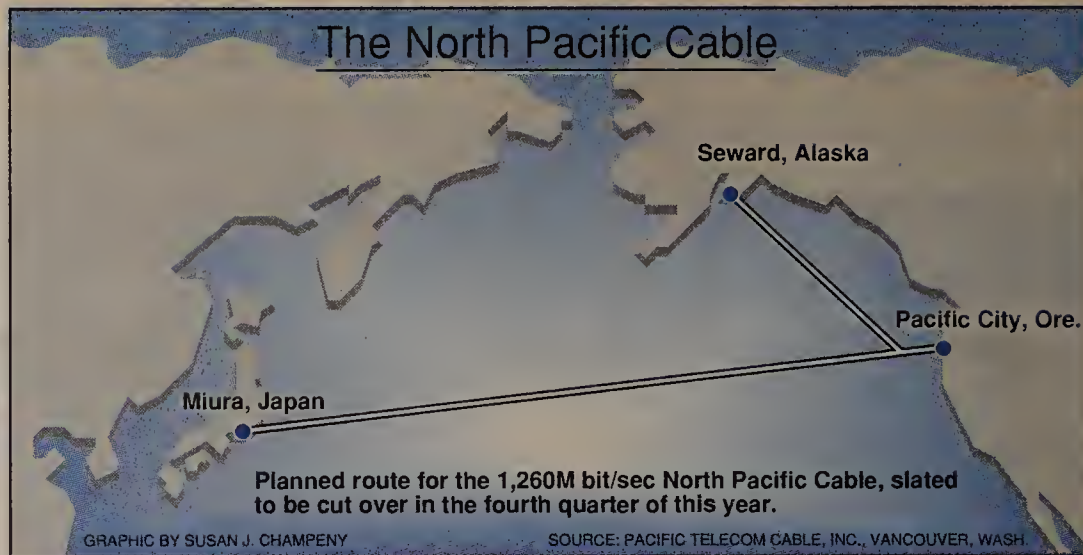 The North Pacific Cable
Seward, Alaska
Pacific City, Ore.
Miura, Japan
Planned route for the 1,260M bit/sec North Pacific Cable, slated
to be cut over in the fourth quarter of this year.
GRAPHIC BY SUSAN J. CHAMPENY
SOURCE: PACIFIC TELECOM CABLE, INC., VANCOUVER, WASH.